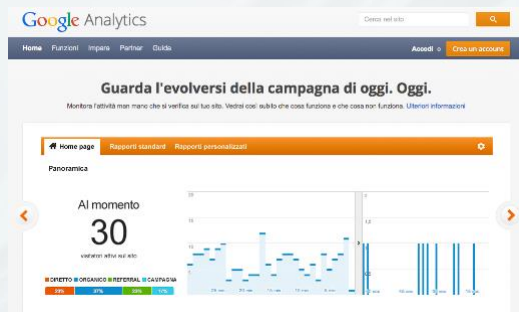 Google Analytics
Cerca nel sito
Home Funzioni Impara Partner Guida
Accedi o Crea un account
Guarda l'evolversi della campagna di oggi. Oggi.
Monitora l'attività man mano che si verifica sul tuo sito. Vedrai così subito che cosa funziona e che cosa non funziona. Ulteriori informazioni
Home page Rapporti standard Rapporti personalizzati
Panoramica
Al momento
30
visitatori attivi sul sito
DIRETTO ORGANICO REFERRAL CAMPAGNA